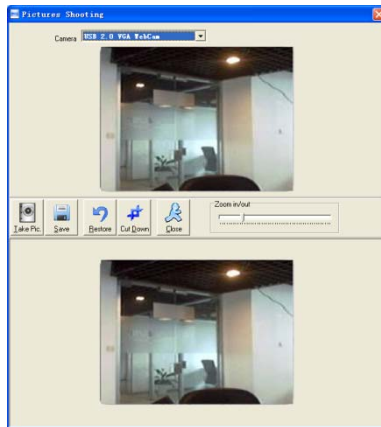 Pictures Shooting
Camera USB 2.0 VGA WebCam
Zoom in/out
Take Pic. Save Restore Cut Down Close